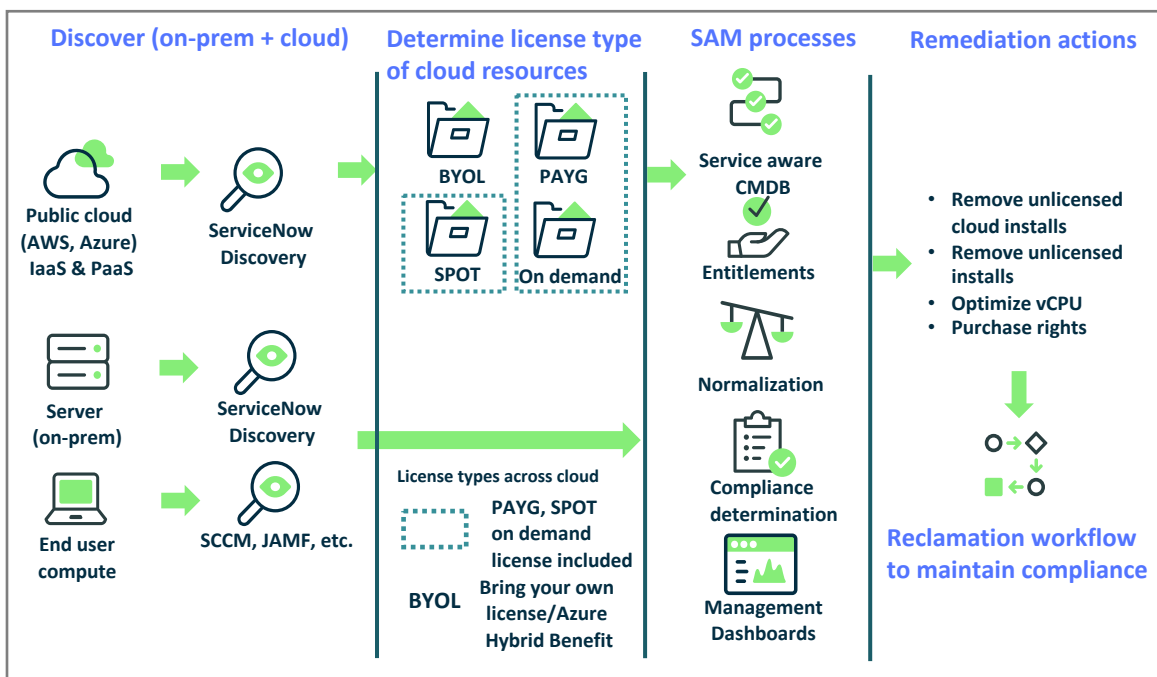 Discover (on-prem + cloud)
Public cloud
(AWS, Azure)
IaaS & PaaS
ServiceNow
Discovery
Server
(on-prem)
ServiceNow
Discovery
End user
compute
SCCM, JAMF, etc.
Determine license type
of cloud resources
BYOL
PAYG
SPOT
On demand
License types across cloud
PAYG, SPOT
on demand
license included
BYOL
Bring your own
license/Azure
Hybrid Benefit
SAM processes
Service aware
CMDB
Entitlements
Normalization
Compliance
determination
Management
Dashboards
Remediation actions
• Remove unlicensed
cloud installs
• Remove unlicensed
installs
• Optimize vCPU
• Purchase rights
Reclamation workflow
to maintain compliance